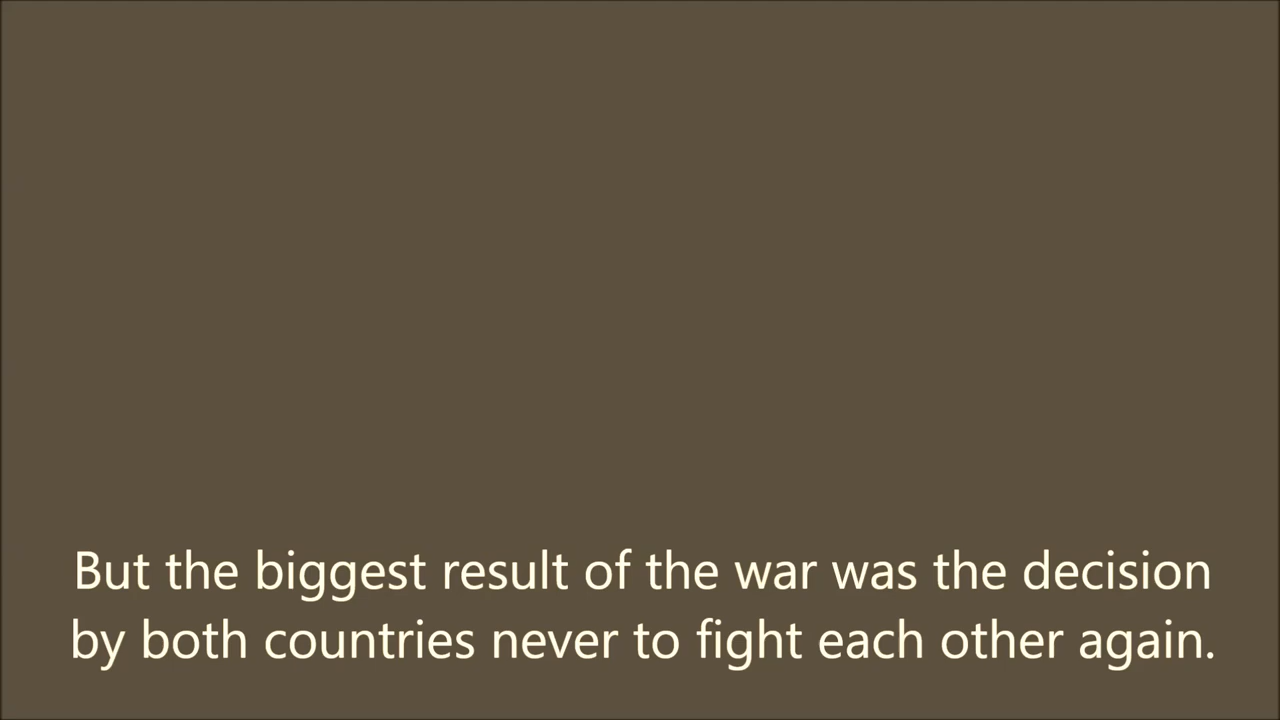 But the biggest result of the war was the decision
by both countries never to fight each other again.